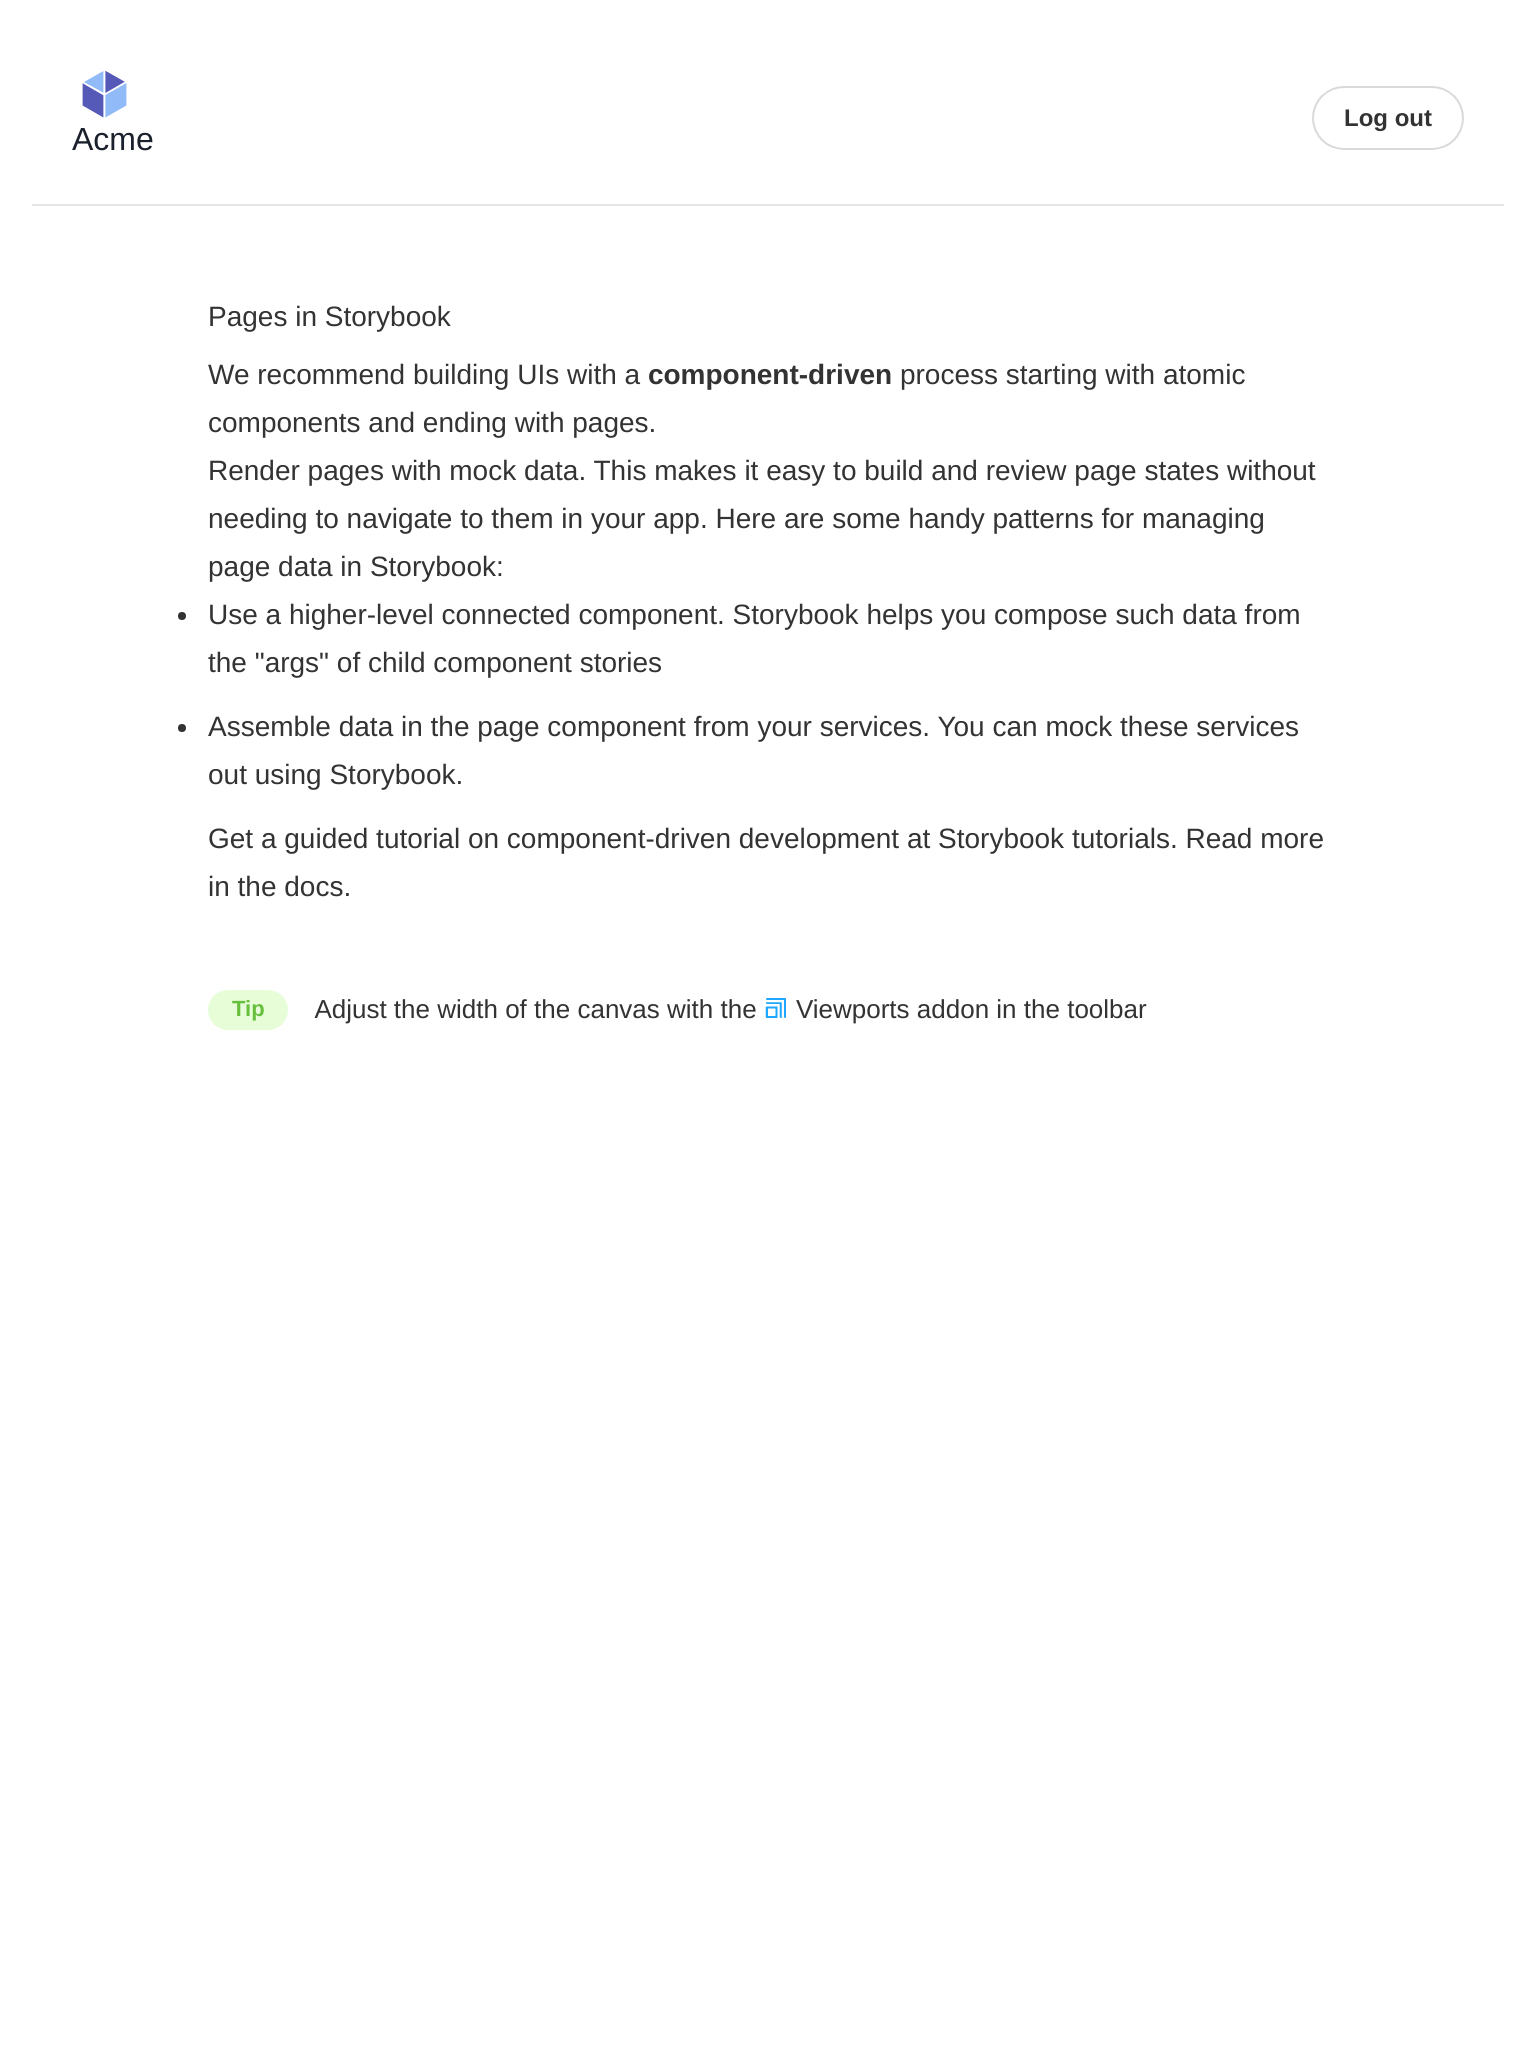 Acme
Log out
Pages in Storybook
We recommend building UIs with a component-driven process starting with atomic
components and ending with pages.
Render pages with mock data. This makes it easy to build and review page states without
needing to navigate to them in your app. Here are some handy patterns for managing
page data in Storybook:
• Use a higher-level connected component. Storybook helps you compose such data from
the "args" of child component stories
• Assemble data in the page component from your services. You can mock these services
out using Storybook.
Get a guided tutorial on component-driven development at Storybook tutorials. Read more
in the docs.
Tip Adjust the width of the canvas with the Viewports addon in the toolbar